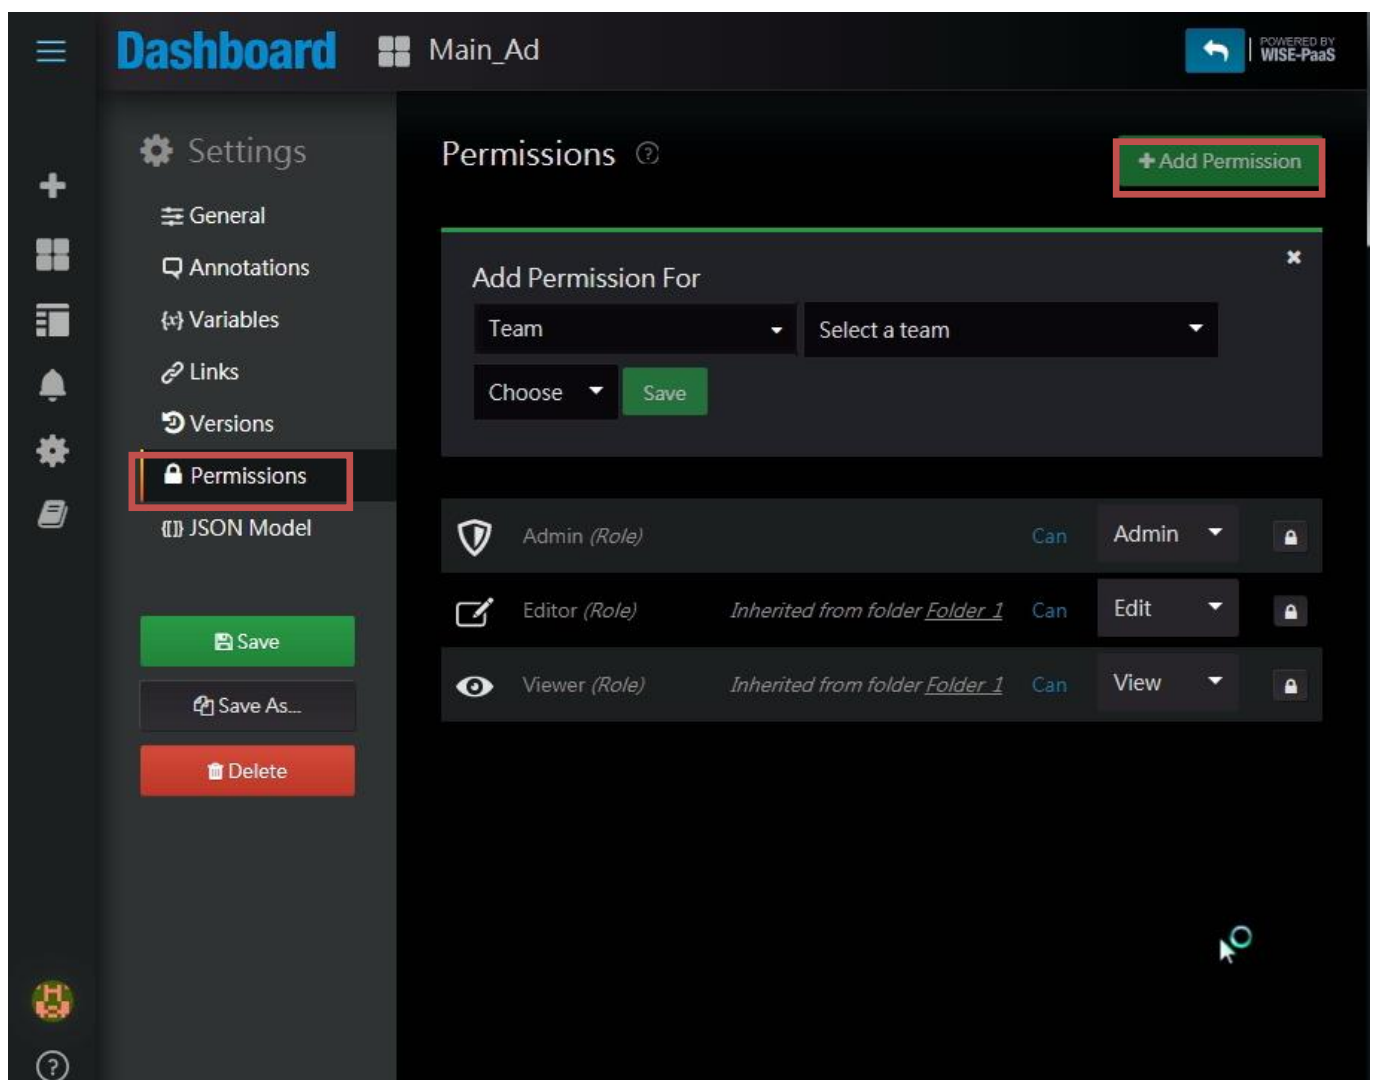 Dashboard Main_Ad
POWERED BY
WISE-PaaS
Settings
General
Annotations
{x} Variables
Links
Versions
Permissions
JSON Model
Save
Save As...
Delete
Permissions ?
+ Add Permission
Add Permission For
Team Select a team
Choose Save
Admin (Role) Can Admin
Editor (Role) Inherited from folder Folder 1 Can Edit
Viewer (Role) Inherited from folder Folder 1 Can View
?